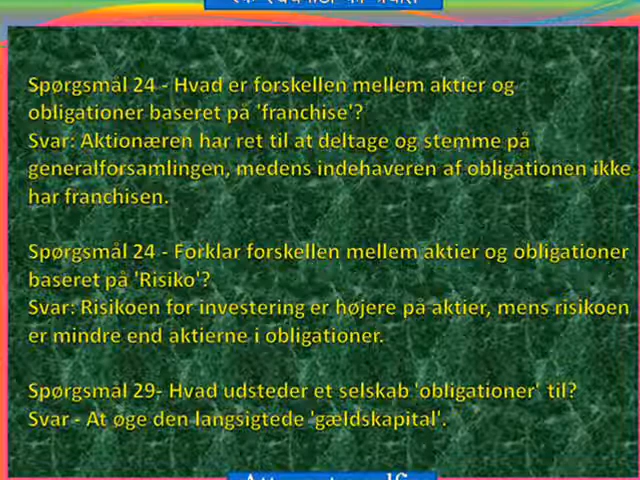 Spørgsmål 24 - Hvad er forskellen mellem aktier og
obligationer baseret på 'franchise'?
Svar: Aktionæren har ret til at deltage og stemme på
generalforsamlingen, medens indehaveren af obligationen ikke
har franchisen.
Spørgsmål 24 - Forklar forskellen mellem aktier og obligationer
baseret på 'Risiko'?
Svar: Risikoen for investering er højere på aktier, mens risikoen
er mindre end aktierne i obligationer.
Spørgsmål 29- Hvad udsteder et selskab 'obligationer' til?
Svar - At øge den langsigtede 'gældskapital'.